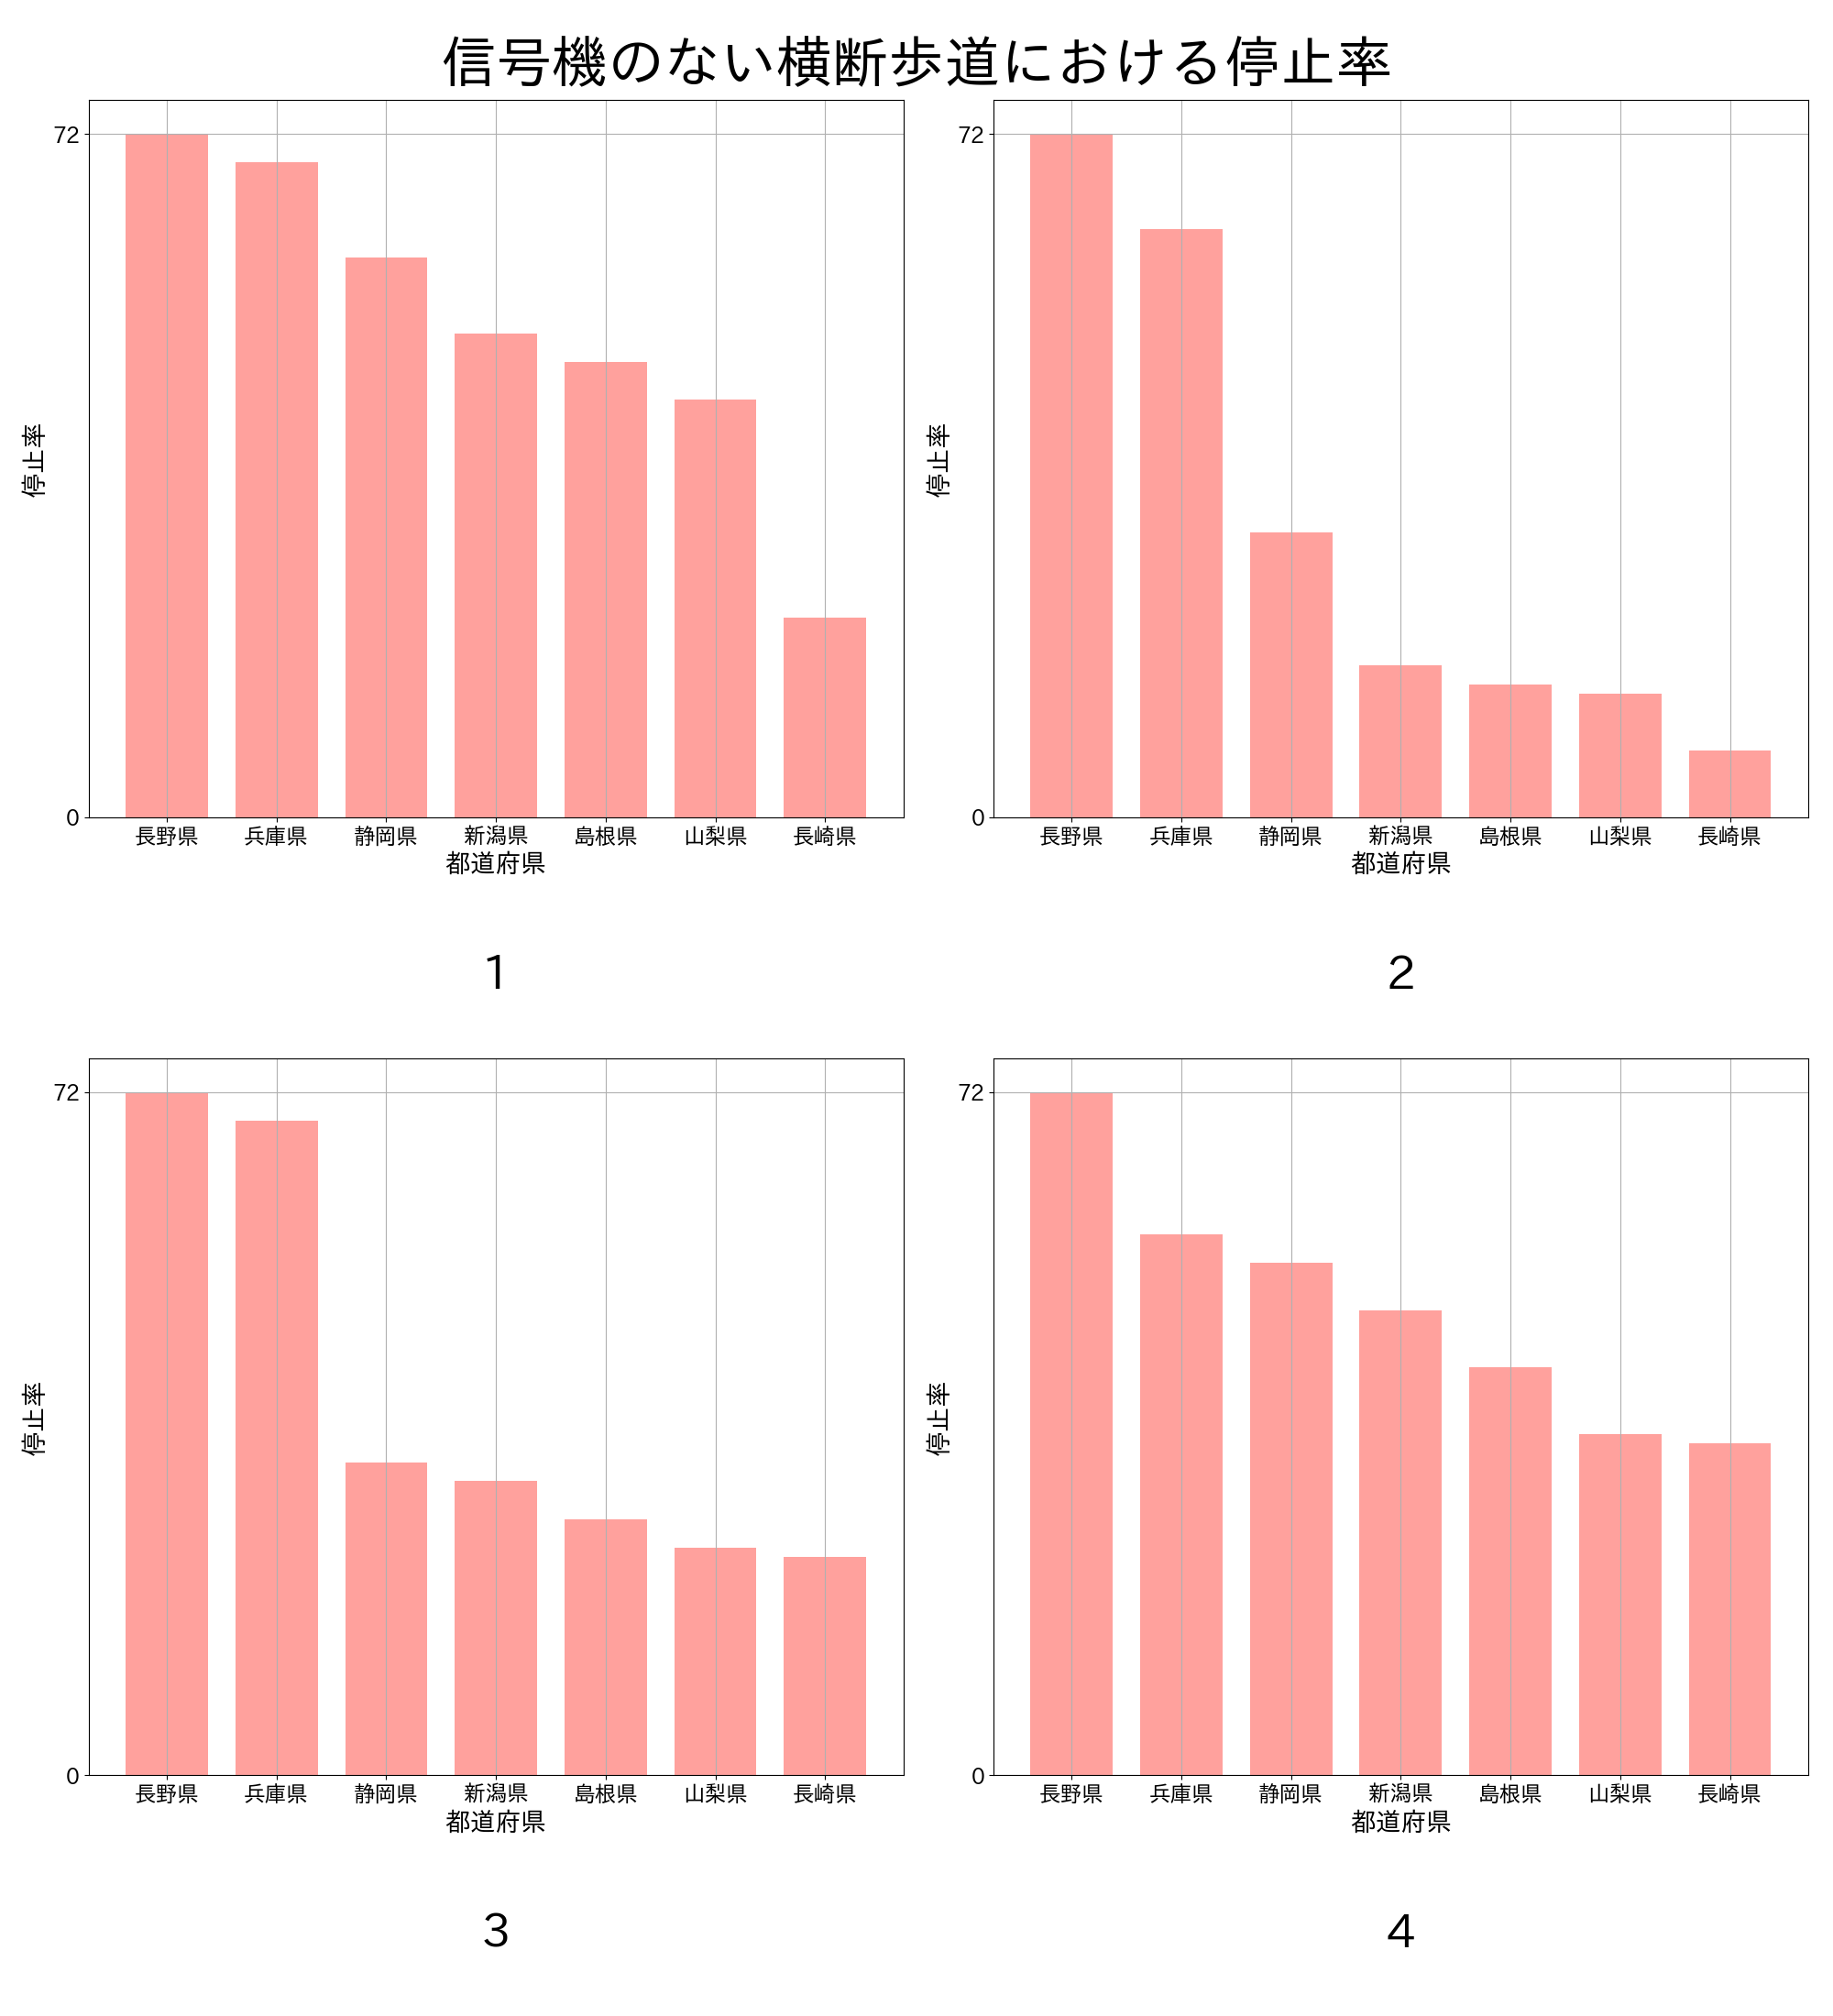 信号機のない横断歩道における停止率
72
0
停止率
長野県 兵庫県 静岡県 新潟県 島根県 山梨県 長崎県
都道府県
1
72
0
停止率
長野県 兵庫県 静岡県 新潟県 島根県 山梨県 長崎県
都道府県
2
72
0
停止率
長野県 兵庫県 静岡県 新潟県 島根県 山梨県 長崎県
都道府県
3
72
0
停止率
長野県 兵庫県 静岡県 新潟県 島根県 山梨県 長崎県
都道府県
4